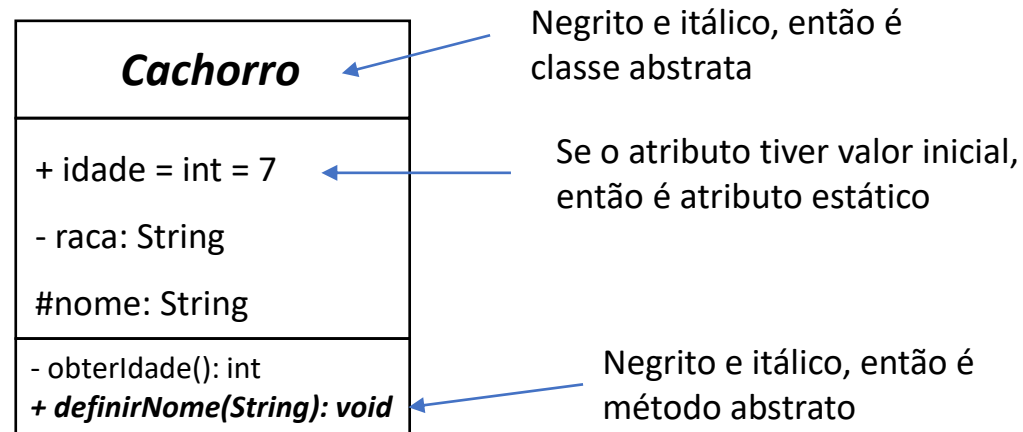 Cachorro
Negrito e itálico, então é
classe abstrata
+ idade = int = 7
Se o atributo tiver valor inicial,
então é atributo estático
- raca: String
#nome: String
- obterIdade(): int
+ definirNome(String): void
Negrito e itálico, então é
método abstrato